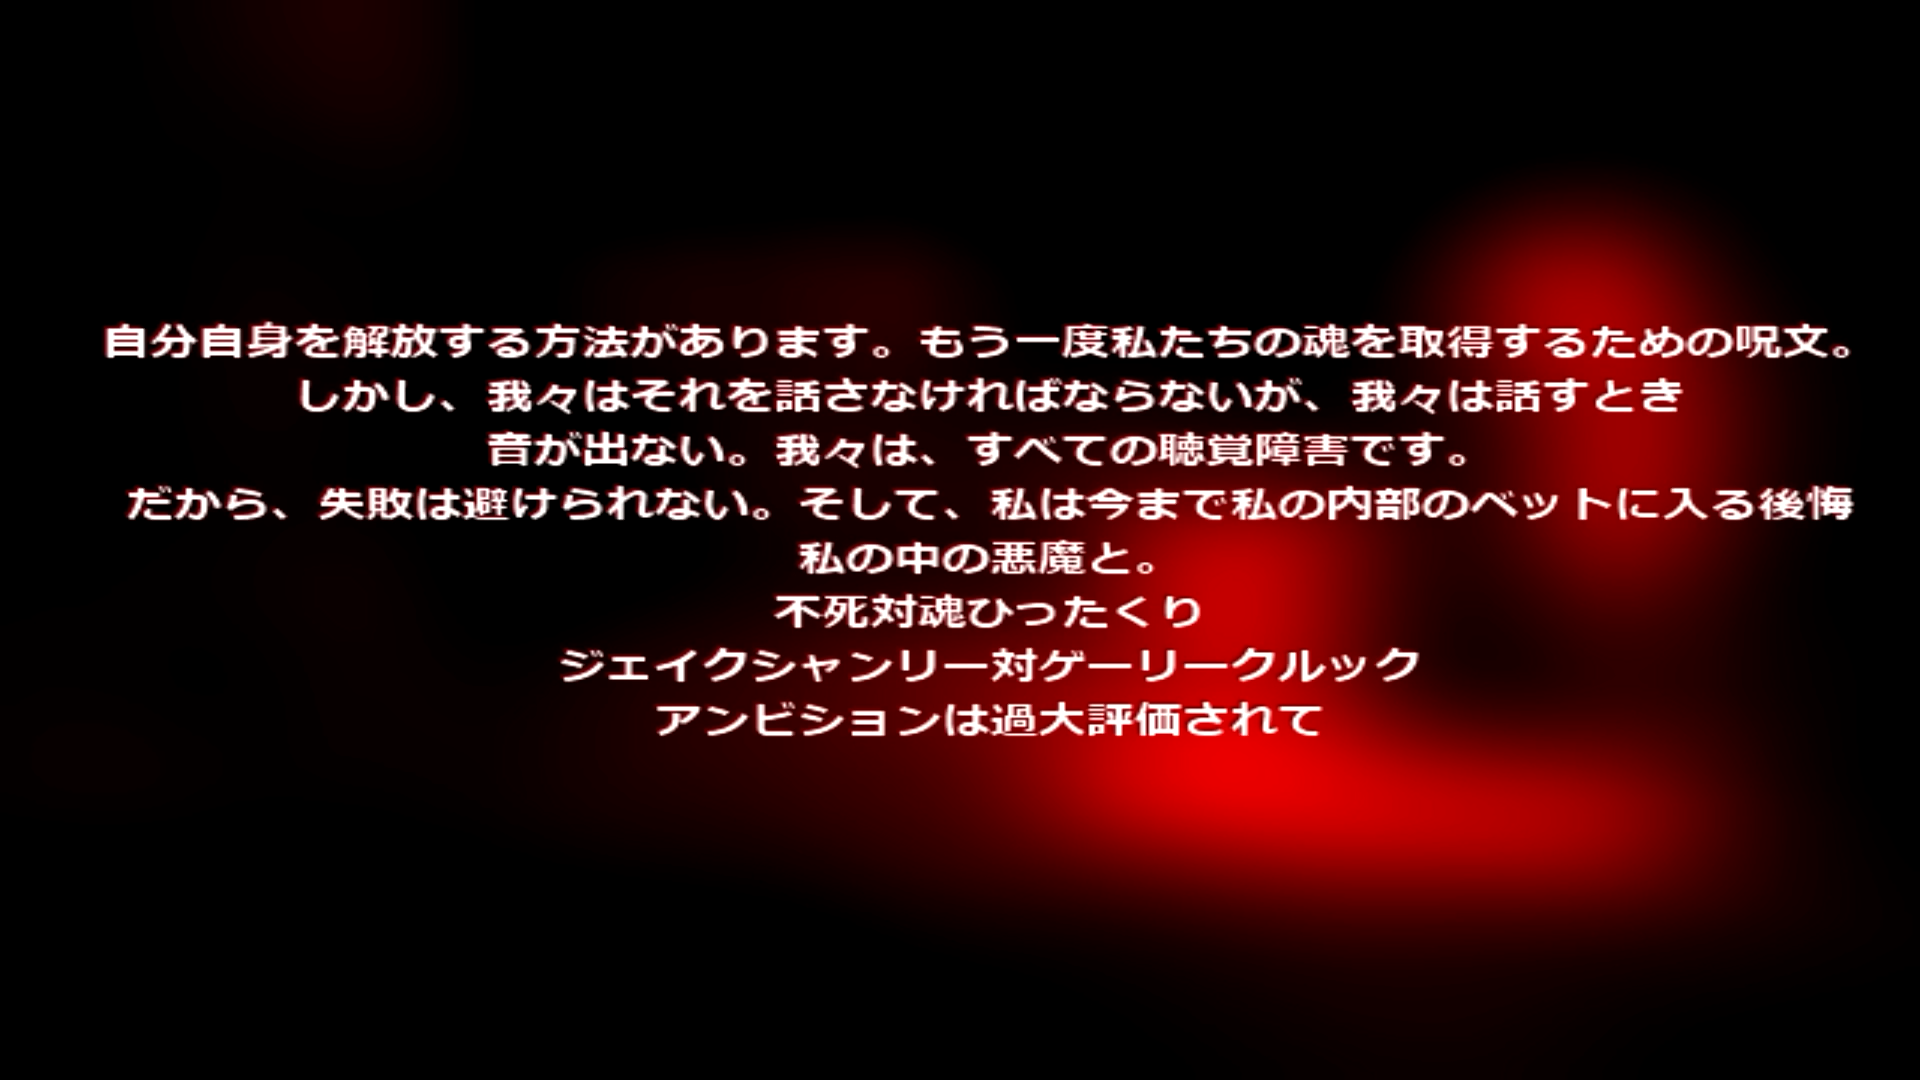 自分自身を解放する方法があります。もう一度私たちの魂を取得するための呪文。
しかし、我々はそれを話さなければならないが、我々は話すとき
音が出ない。我々は、すべての聴覚障害です。
だから、失敗は避けられない。そして、私は今まで私の内部のベットに入る後悔
私の中の悪魔と。
不死対魂ひったくり
ジェイクシャンリー対ゲーリークルック
アンビションは過大評価されて